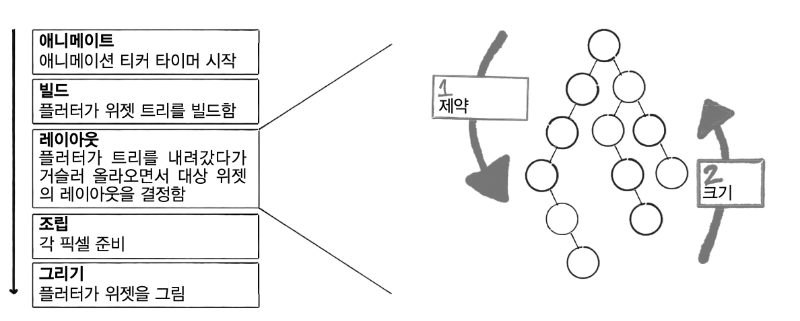 애니메이트
애니메이션 티커 타이머 시작
빌드
플러터가 위젯 트리를 빌드함
레이아웃
플러터가 트리를 내려갔다가
거슬러 올라오면서 대상 위젯
의 레이아웃을 결정함
조립
각 픽셀 준비
그리기
플러터가 위젯을 그림
1
제약
2
크기